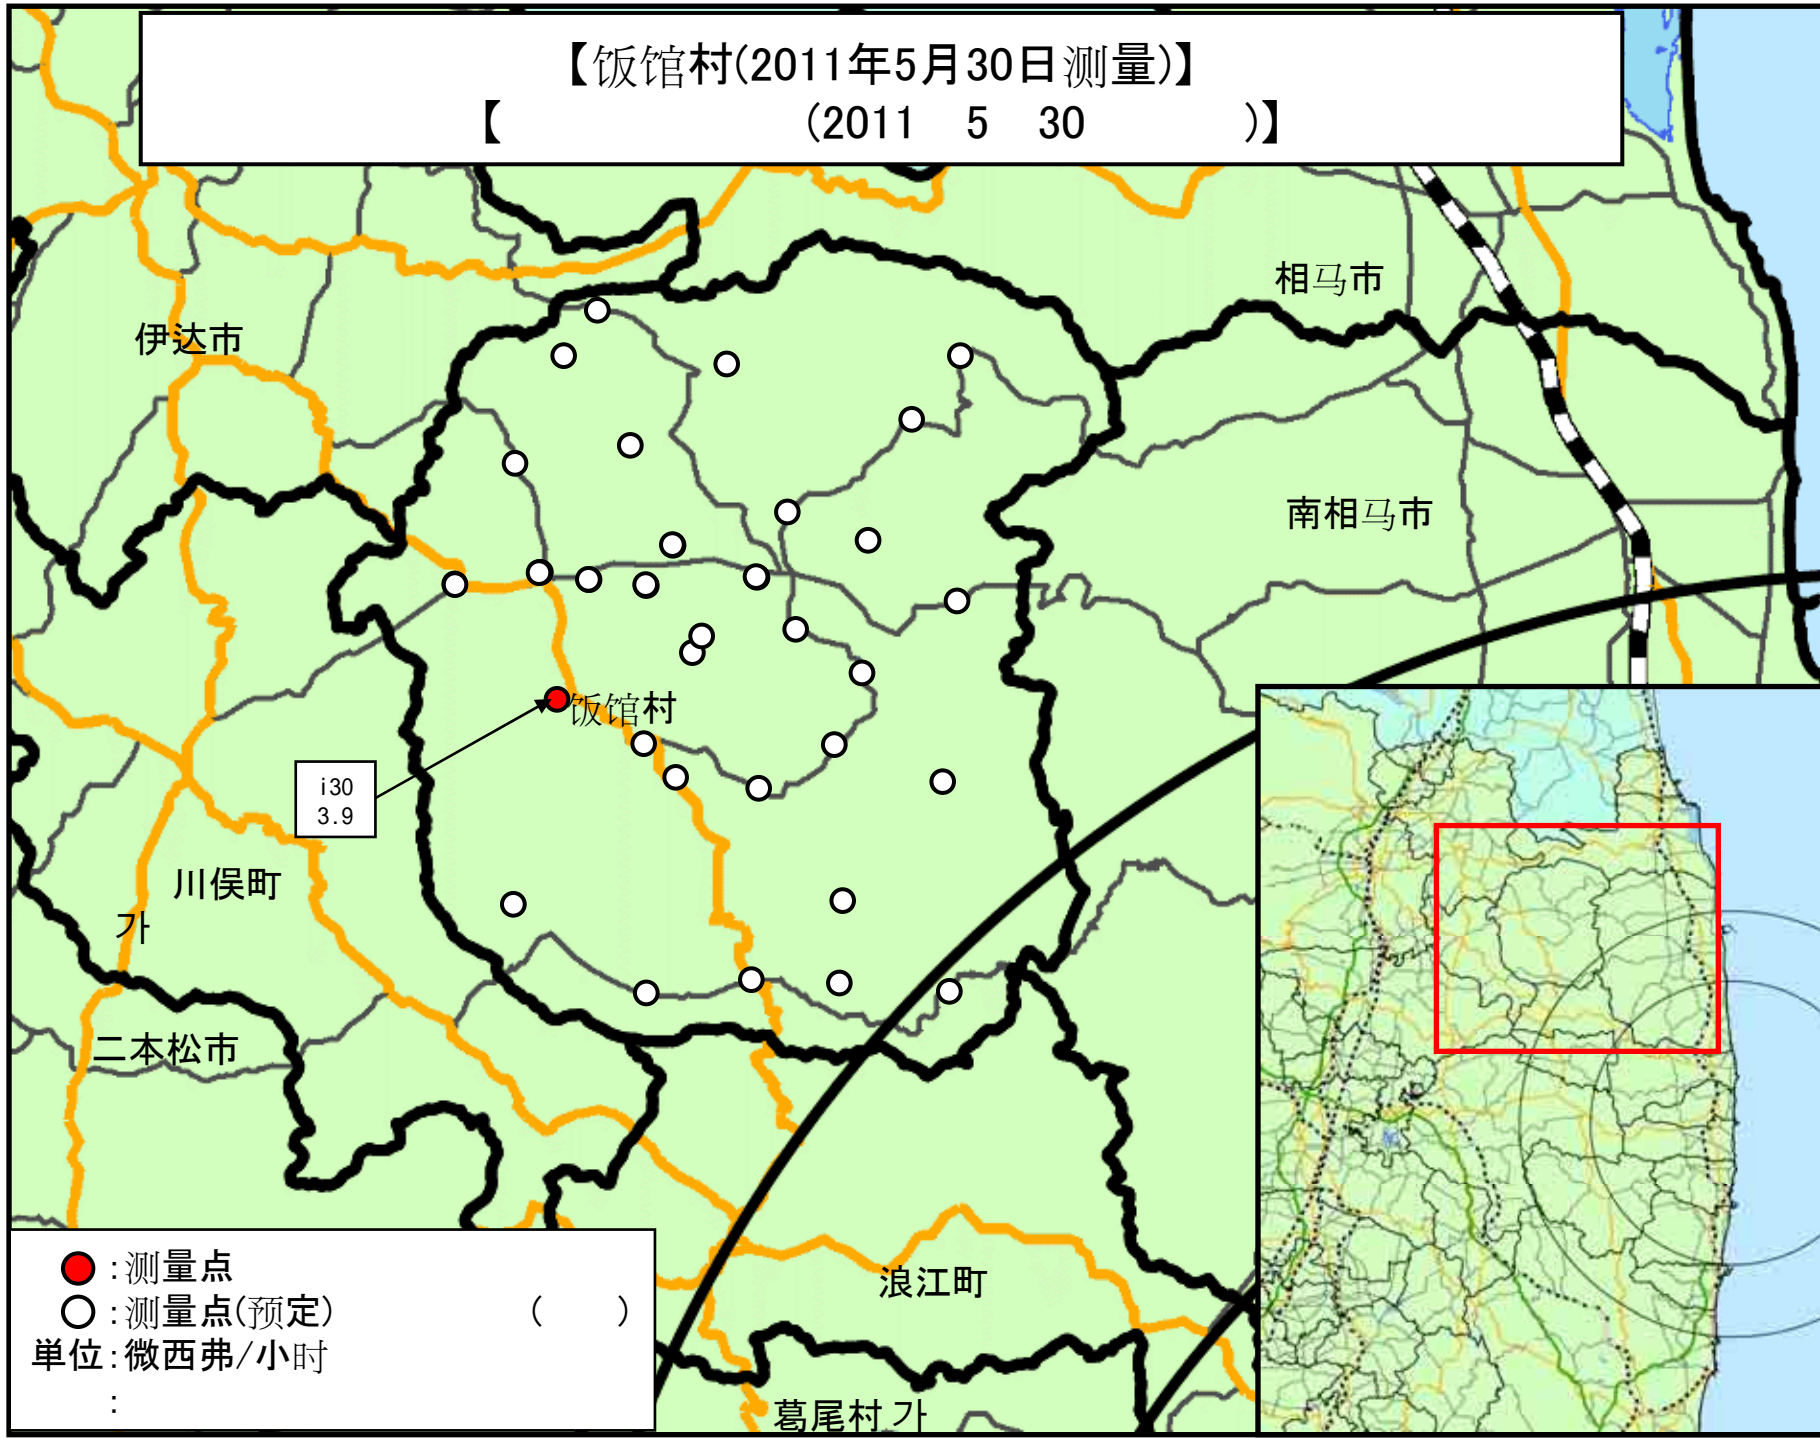 【饭馆村(2011年5月30日测量)】
【 (2011 5 30 )】
相马市
伊达市
南相马市
饭馆村
i30
3.9
川俣町
가
二本松市
浪江町
葛尾村 가
:测量点
:测量点(预定) ( )
単位:微西弗/小时
: